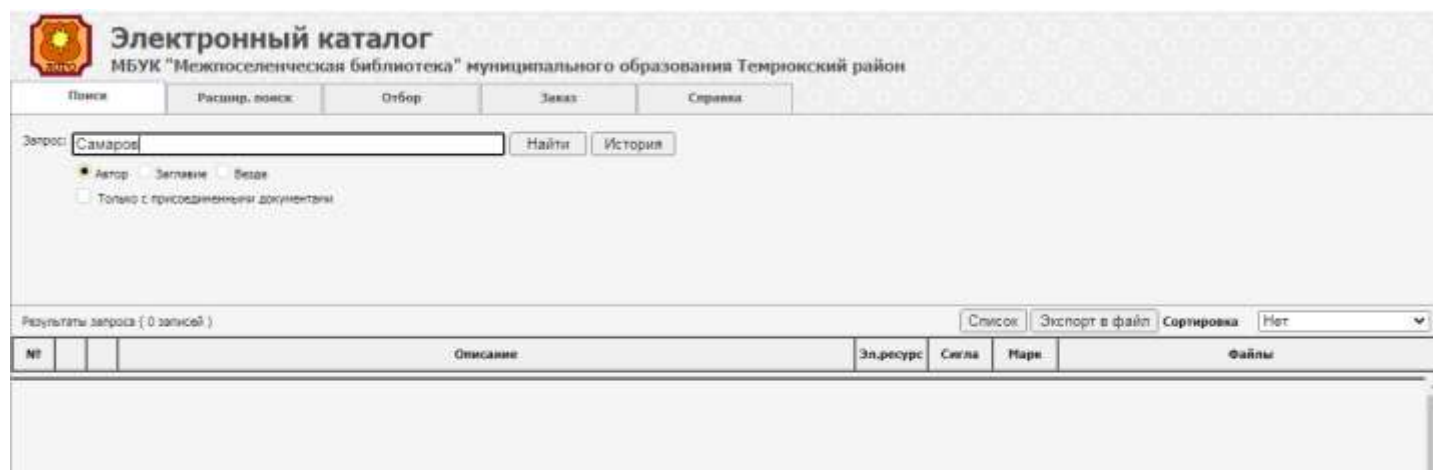 Электронный каталог
МБУК "Межпоселенческая библиотека" муниципального образования Темрюкский район
Поиск Расшир. поиск Отбор Заказ Справка
Запрос: Самаров Найти История
Автор Заглавие Везде
Только с присоединенными документами
Результаты запроса ( 0 записей ) Список Экспорт в файл Сортировка Нет
№ Описание Эл.ресурс Сигла Марк Файлы